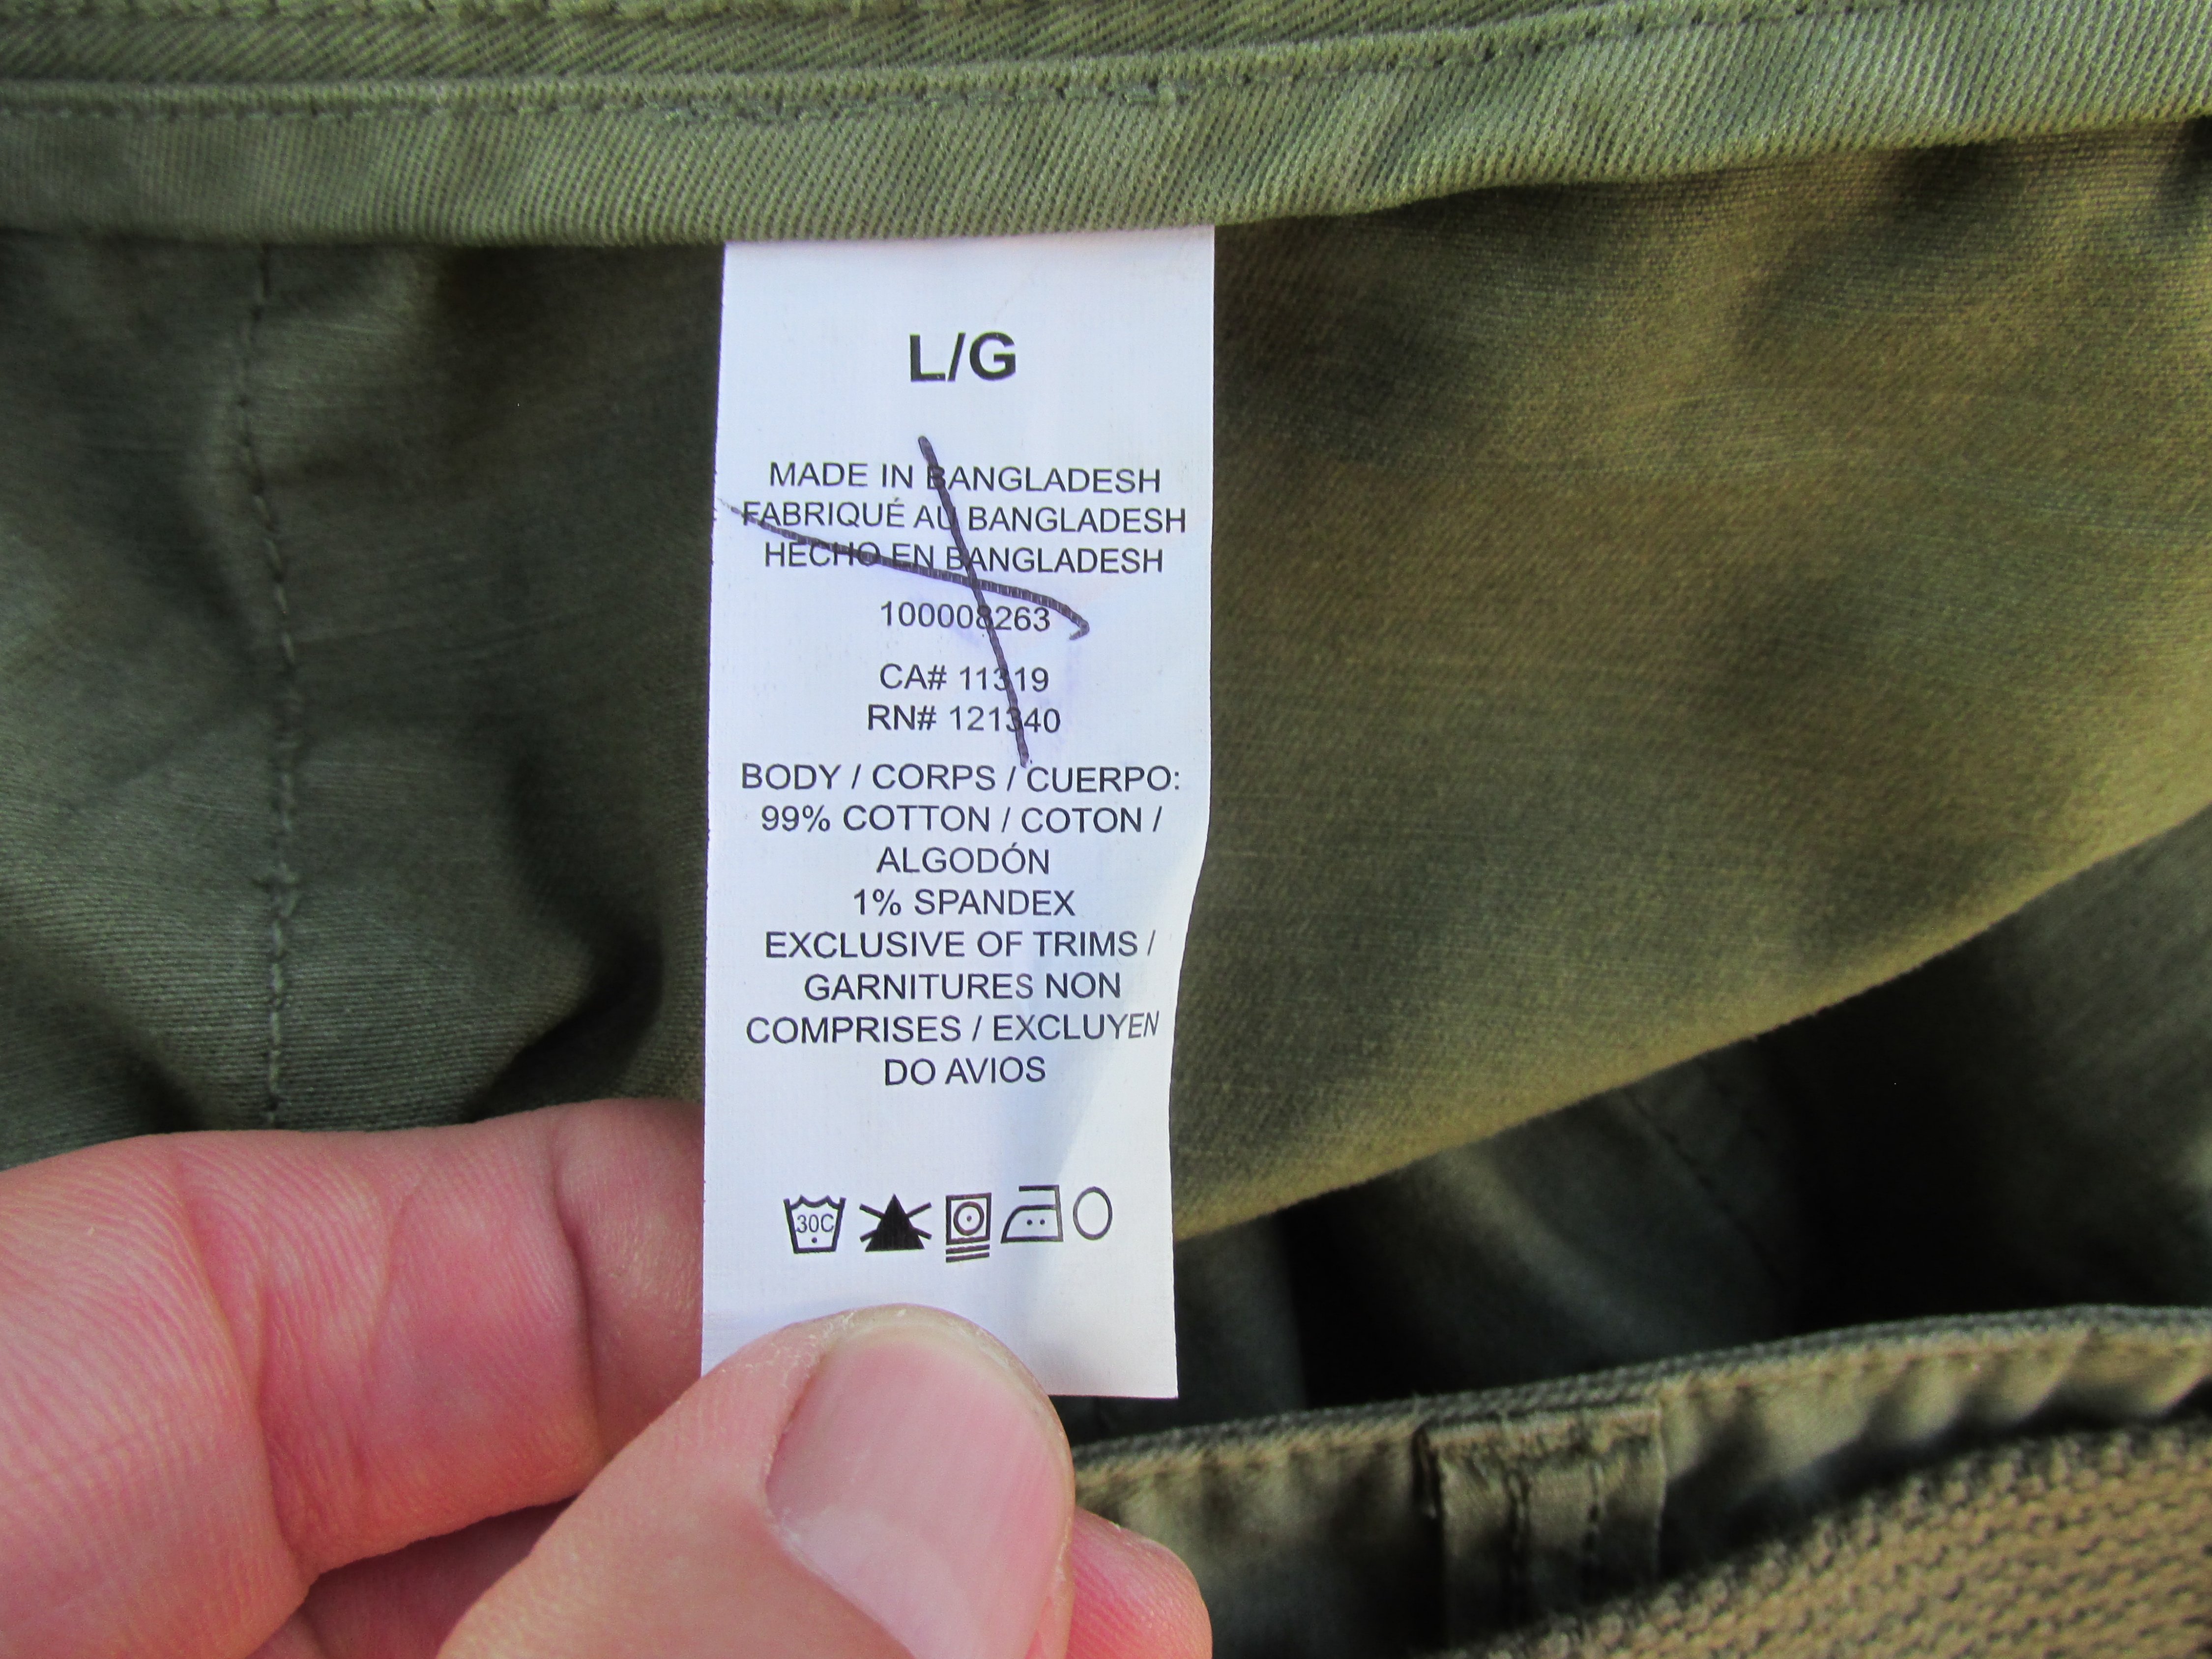 L/G
MADE IN BANGLADESH
FABRIQUÉ AU BANGLADESH
HECHO EN BANGLADESH
100008263
CA# 11319
RN# 121340
BODY / CORPS / CUERPO:
99% COTTON / COTON /
ALGODÓN
1% SPANDEX
EXCLUSIVE OF TRIMS /
GARNITURES NON
COMPRISES / EXCLUYEN
DO AVIOS
30C